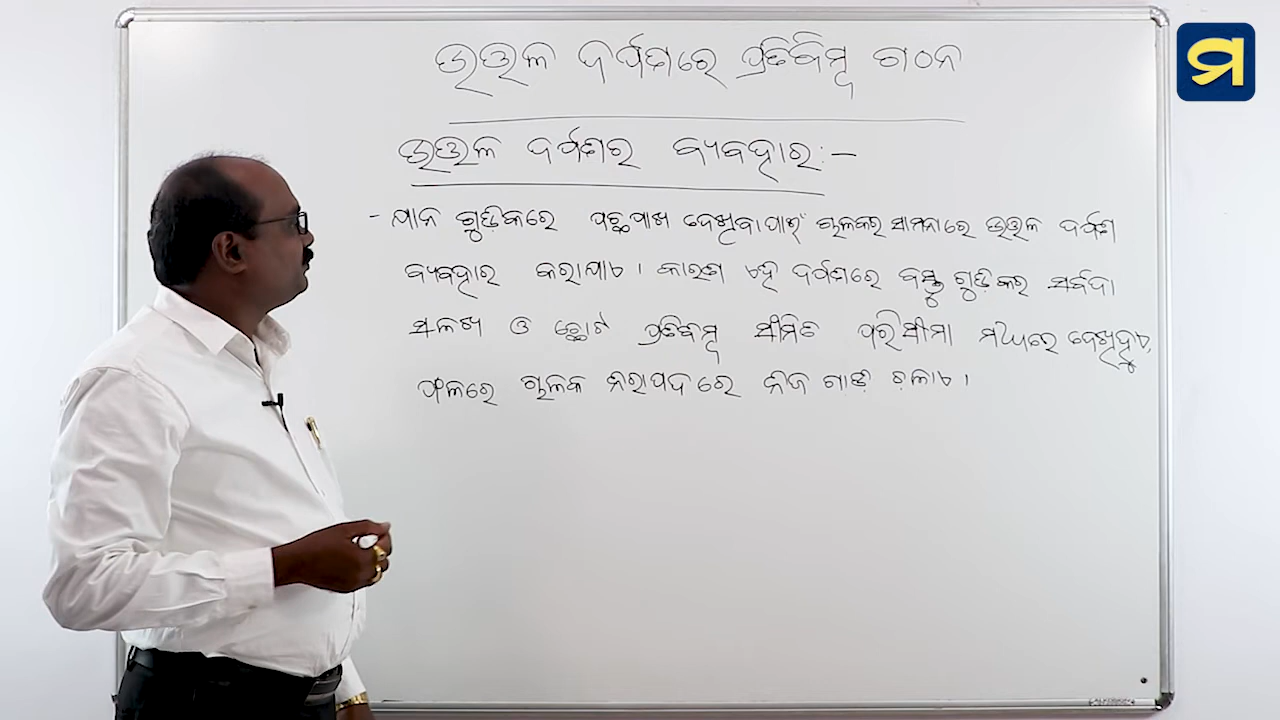 ଉତ୍ତଳ ଦର୍ପଣରେ ପ୍ରତିବିମ୍ବ ଗଠନ
ମ
ଉତ୍ତଳ ଦର୍ପଣର ବ୍ୟବହାର:-
- ଯାନ ଗୁଡିକରେ ପଛପାଖ ଦେଖିବାପାଇଁ ଚାଳକର ସାମନାରେ ଉତ୍ତଳ ଦର୍ପଣ
ବ୍ୟବହାର କରାଯାଏ । କାରଣ ଏହି ଦର୍ପଣରେ ବସ୍ତୁ ଗୁଡ଼ିକର ସର୍ବଦା
ସଳଖ ଓ ଛୋଟ ପ୍ରତିବିମ୍ବ ସୀମିତ ପରିସୀମା ମଧ୍ୟରେ ଦେଖିହୁଏ,
ଫଳରେ ଚାଳକ ନିରାପଦରେ ନିଜ ଗାଡ଼ି ଚଳାଏ ।